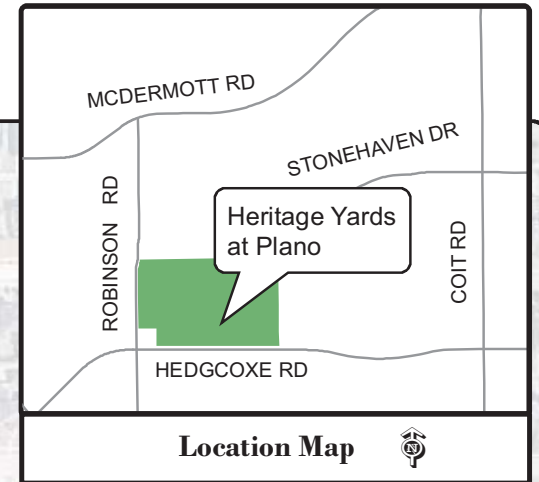 MCDERMOTT RD
STONEHAVEN DR
ROBINSON RD
Heritage Yards
at Plano
COIT RD
HEDGCOXE RD
Location Map
N